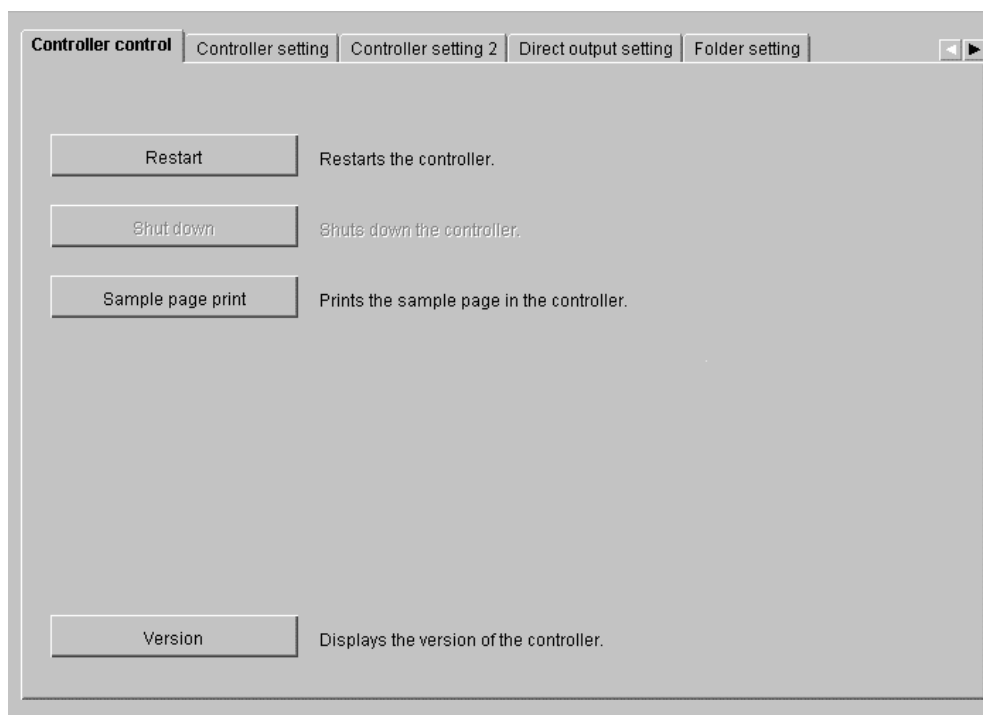 Controller control Controller setting Controller setting 2 Direct output setting Folder setting
Restart Restarts the controller.
Shut down Shuts down the controller.
Sample page print Prints the sample page in the controller.
Version Displays the version of the controller.